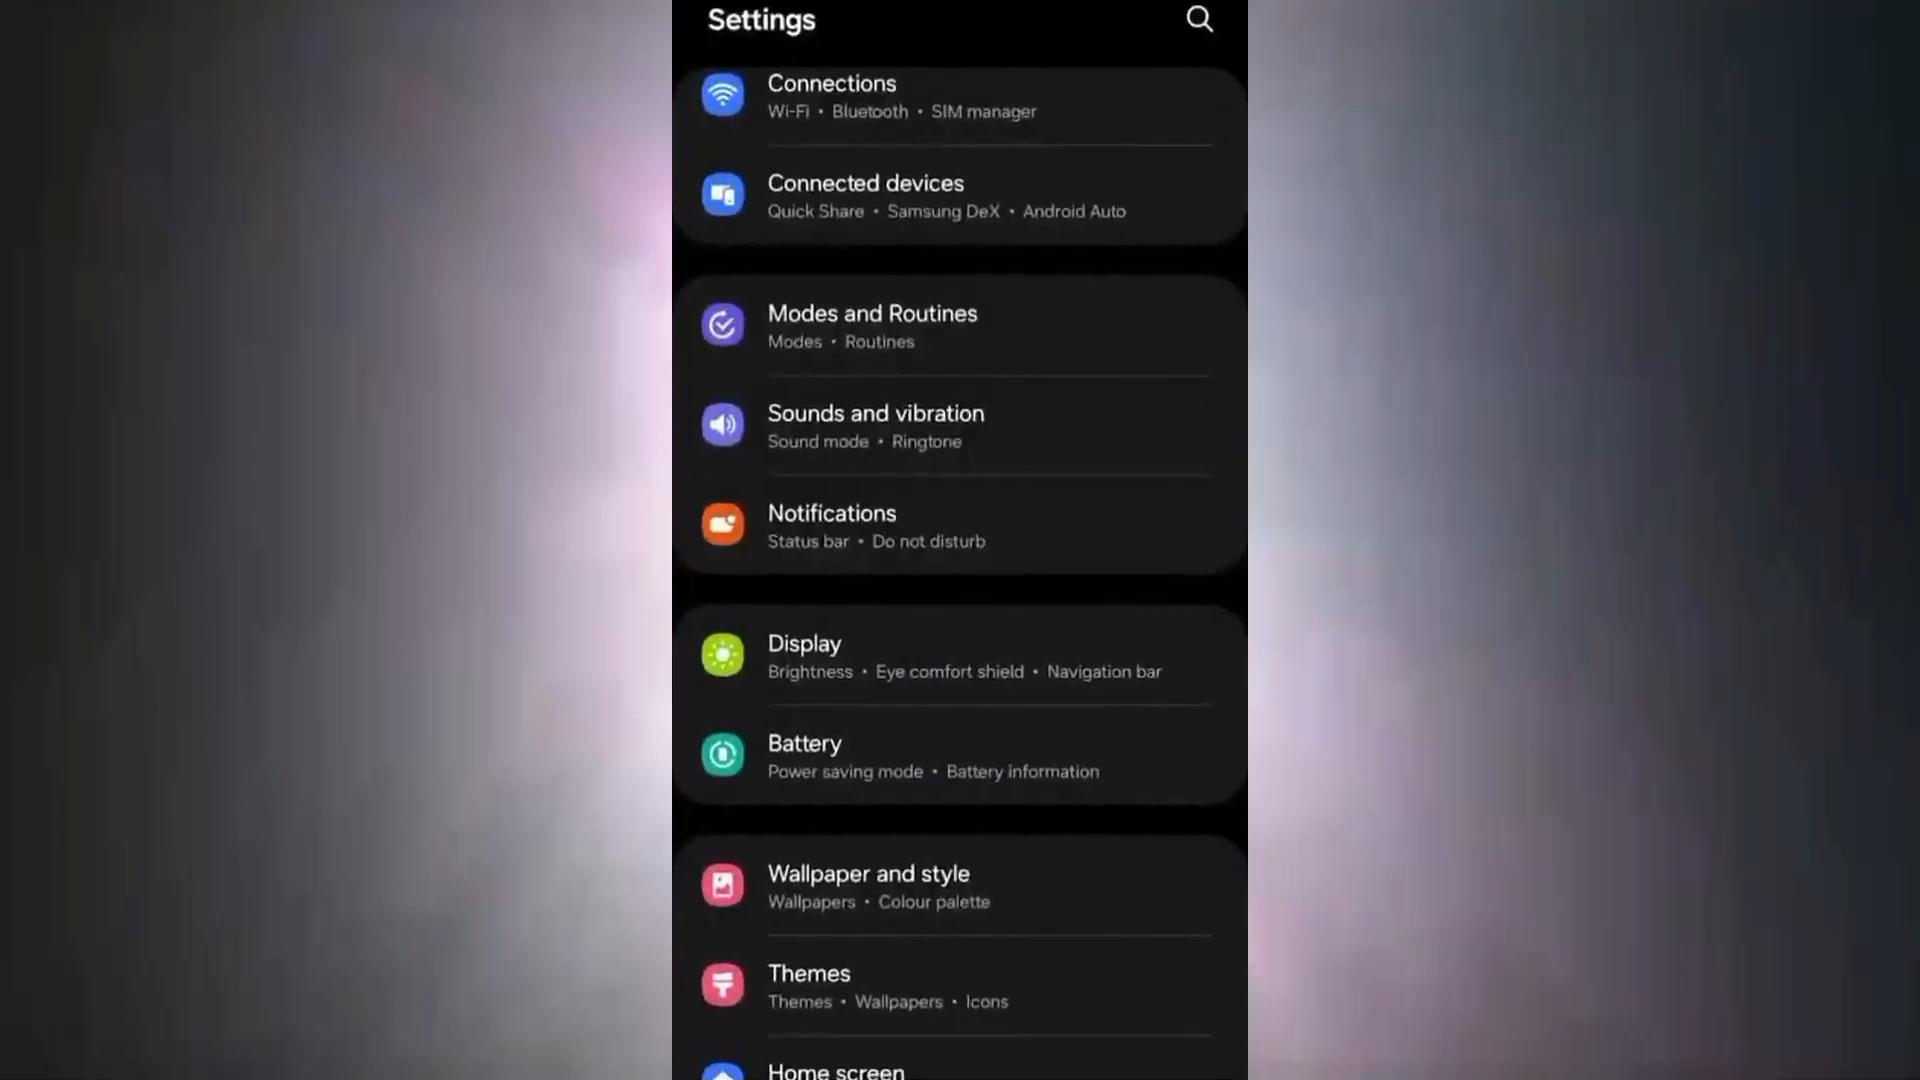 Settings
Connections
Wi-Fi • Bluetooth • SIM manager
Connected devices
Quick Share • Samsung DeX • Android Auto
Modes and Routines
Modes • Routines
Sounds and vibration
Sound mode • Ringtone
Notifications
Status bar • Do not disturb
Display
Brightness • Eye comfort shield • Navigation bar
Battery
Power saving mode • Battery information
Wallpaper and style
Wallpapers • Colour palette
Themes
Themes • Wallpapers • Icons
Home screen